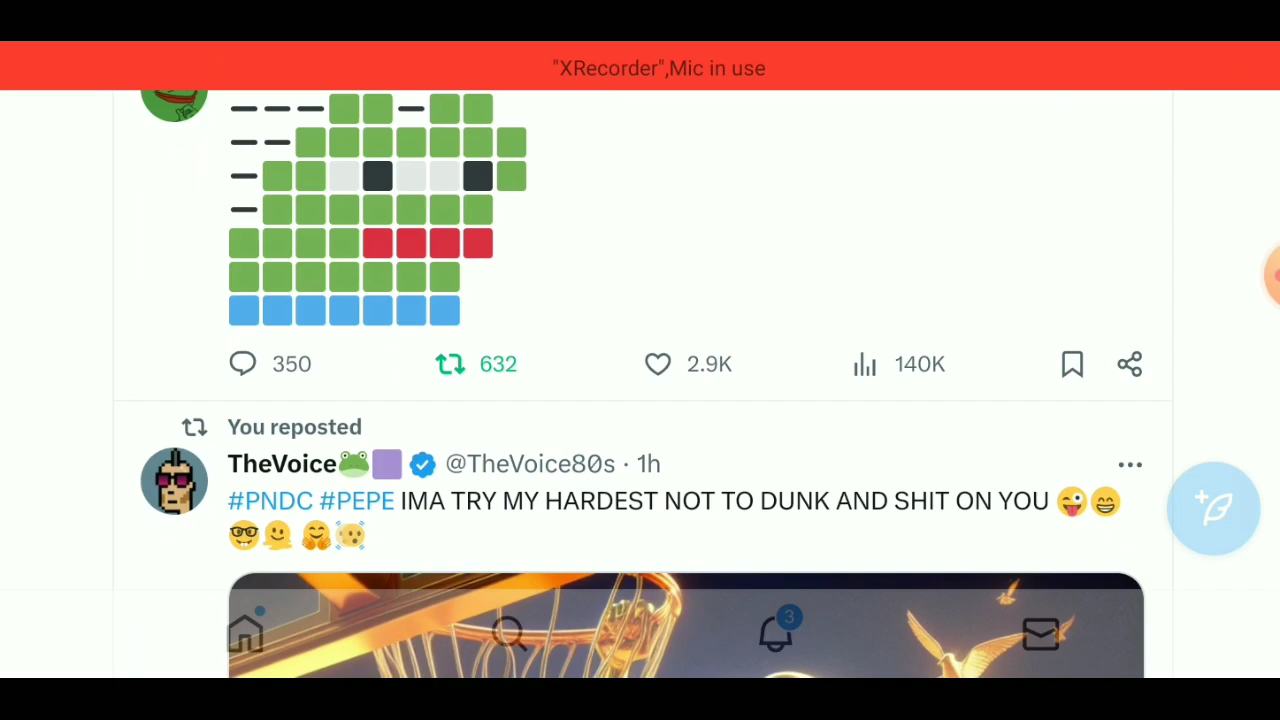 "XRecorder",Mic in use
350 632 2.9K 140K
You reposted
TheVoice🐸🟪 @TheVoice80s · 1h
#PNDC #PEPE IMA TRY MY HARDEST NOT TO DUNK AND SHIT ON YOU 😜😁
🤓🫠 🤗🫨
3